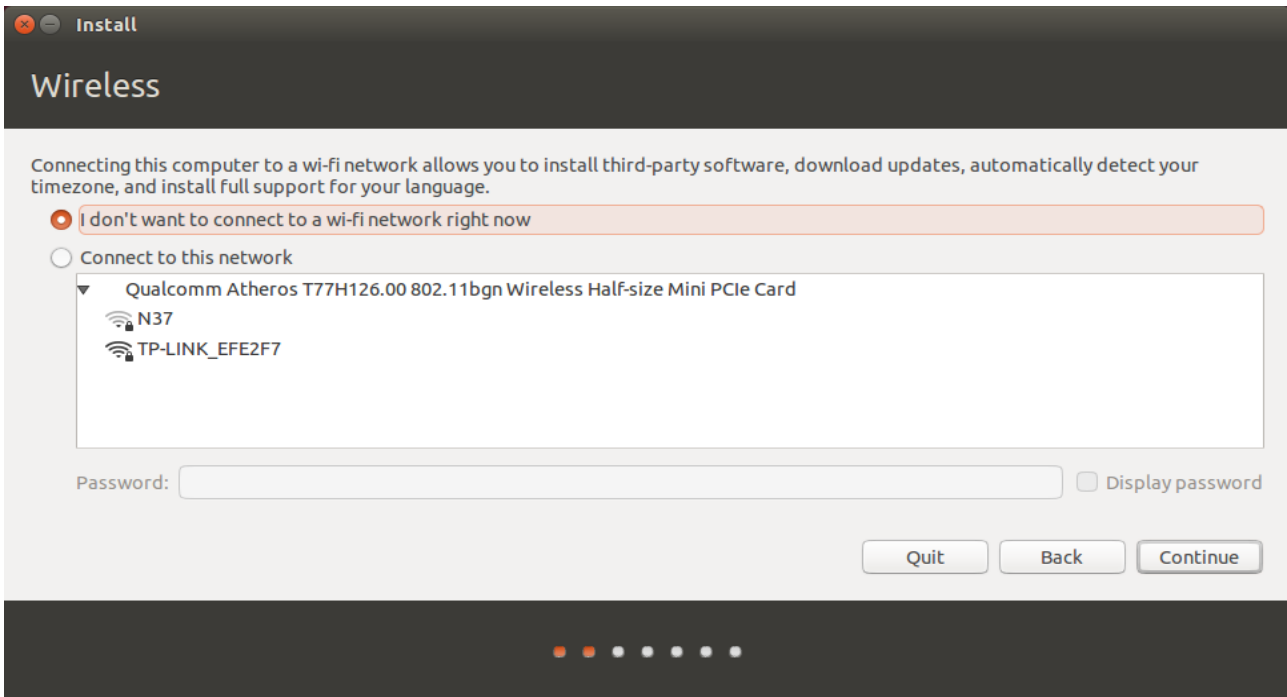 Install
Wireless
Connecting this computer to a wi-fi network allows you to install third-party software, download updates, automatically detect your
timezone, and install full support for your language.
I don't want to connect to a wi-fi network right now
Connect to this network
Qualcomm Atheros T77H126.00 802.11bgn Wireless Half-size Mini PCIe Card
N37
TP-LINK_EFE2F7
Password:
Display password
Quit
Back
Continue